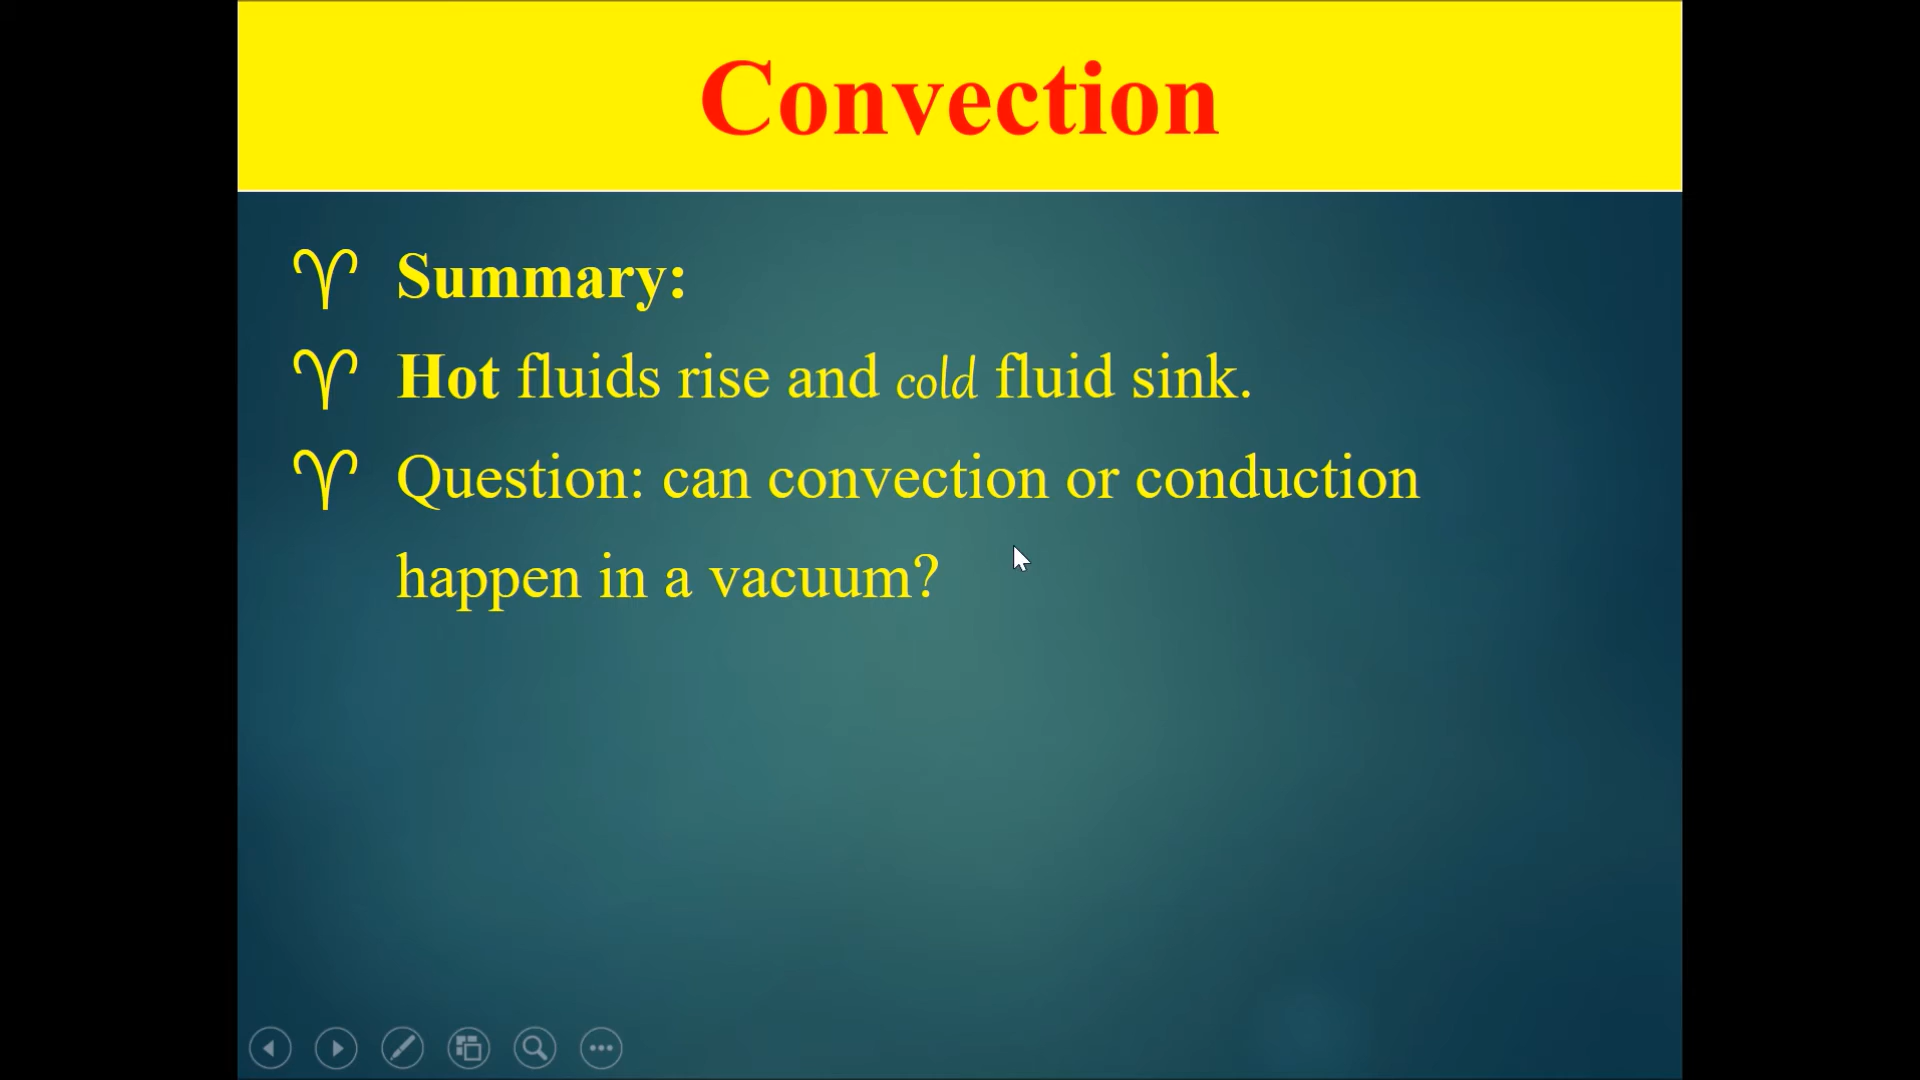 Convection
♈ Summary:
♈ Hot fluids rise and cold fluid sink.
♈ Question: can convection or conduction
happen in a vacuum?